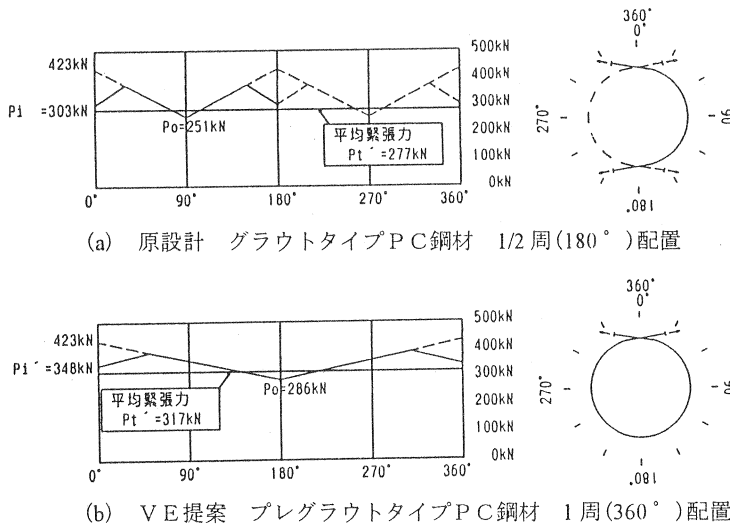 500kN
400kN
300kN
200kN
100kN
0kN
423kN
Pi =303kN
Po=251kN
平均緊張力
Pt´=277kN
0° 90° 180° 270° 360°
360°
0°
270°
90
180°
(a) 原設計 グラウトタイプPC鋼材 1/2周(180°)配置
500kN
400kN
300kN
200kN
100kN
0kN
423kN
Pi´=348kN
Po=286kN
平均緊張力
Pt´=317kN
0° 90° 180° 270° 360°
360°
0°
270°
90
180°
(b) VE提案 プレグラウトタイプPC鋼材 1周(360°)配置